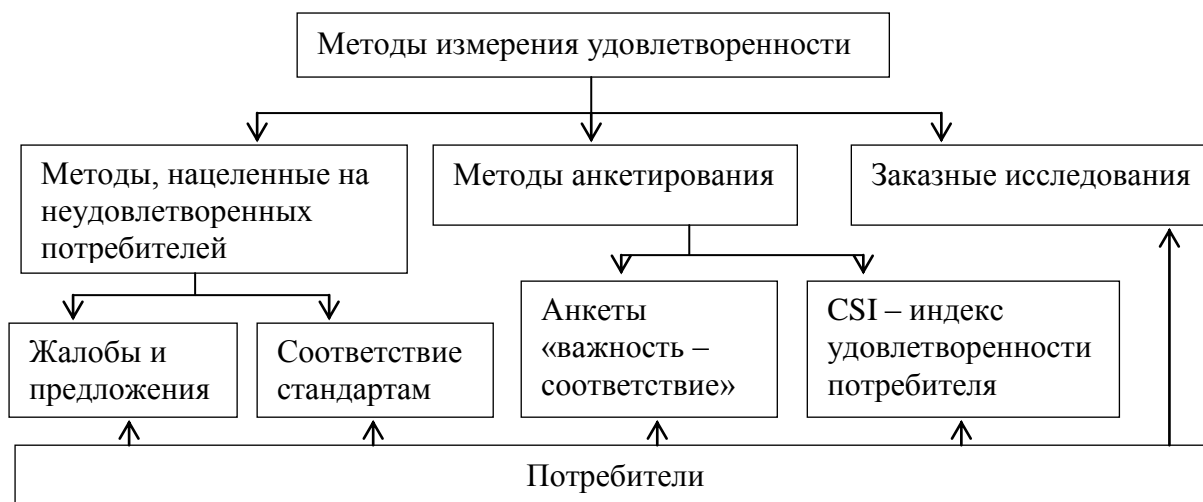 Методы измерения удовлетворенности
Методы, нацеленные на
неудовлетворенных
потребителей
Методы анкетирования
Заказные исследования
Жалобы и
предложения
Соответствие
стандартам
Анкеты
«важность –
соответствие»
CSI – индекс
удовлетворенности
потребителя
Потребители